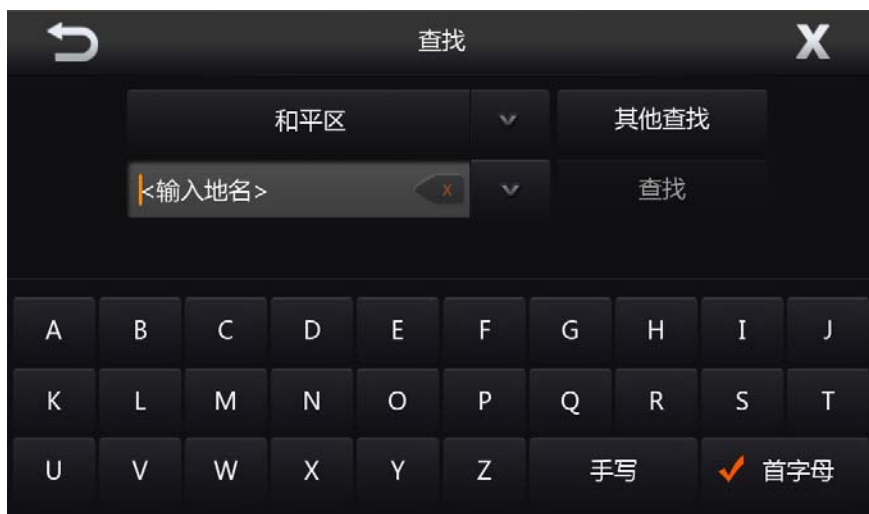 查找 X
和平区 其他查找
<输入地名> x 查找
A B C D E F G H I J
K L M N O P Q R S T
U V W X Y Z 手写 首字母